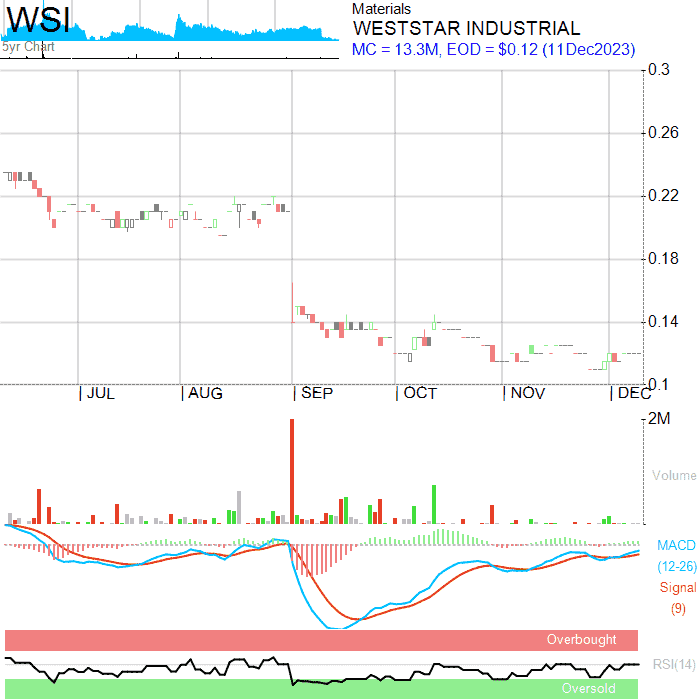 WSI
5yr Chart
Materials
WESTSTAR INDUSTRIAL
MC = 13.3M, EOD = $0.12 (11Dec2023)
0.3
0.26
0.22
0.18
0.14
0.1
JUL AUG SEP OCT NOV DEC
2M
Volume
MACD
(12-26)
Signal
(9)
Overbought
RSI(14)
Oversold